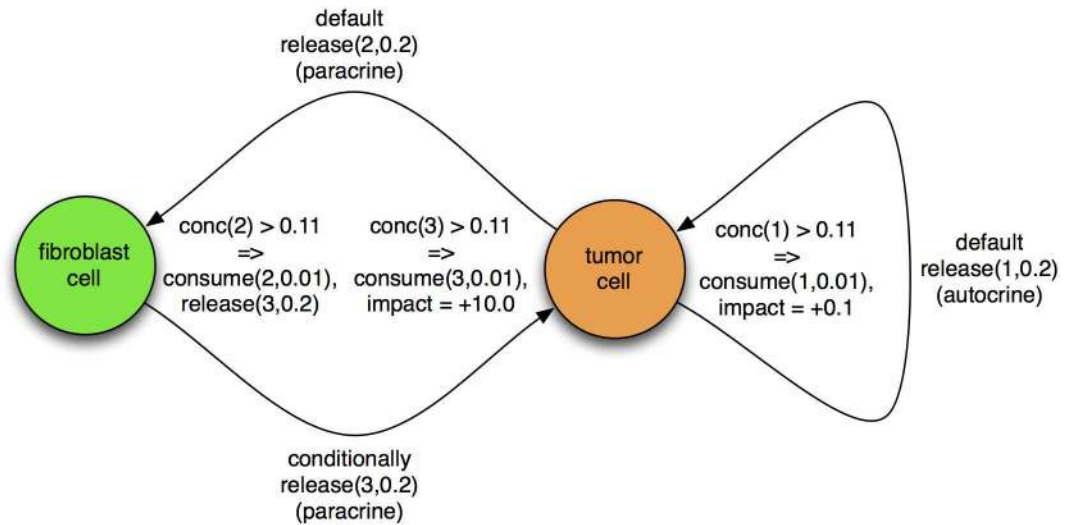 default
release(2,0.2)
(paracrine)
fibroblast
cell
conc(2) > 0.11
=>
consume(2,0.01),
release(3,0.2)
conc(3) > 0.11
=>
consume(3,0.01),
impact = +10.0
tumor
cell
conc(1) > 0.11
=>
consume(1,0.01),
impact = +0.1
default
release(1,0.2)
(autocrine)
conditionally
release(3,0.2)
(paracrine)